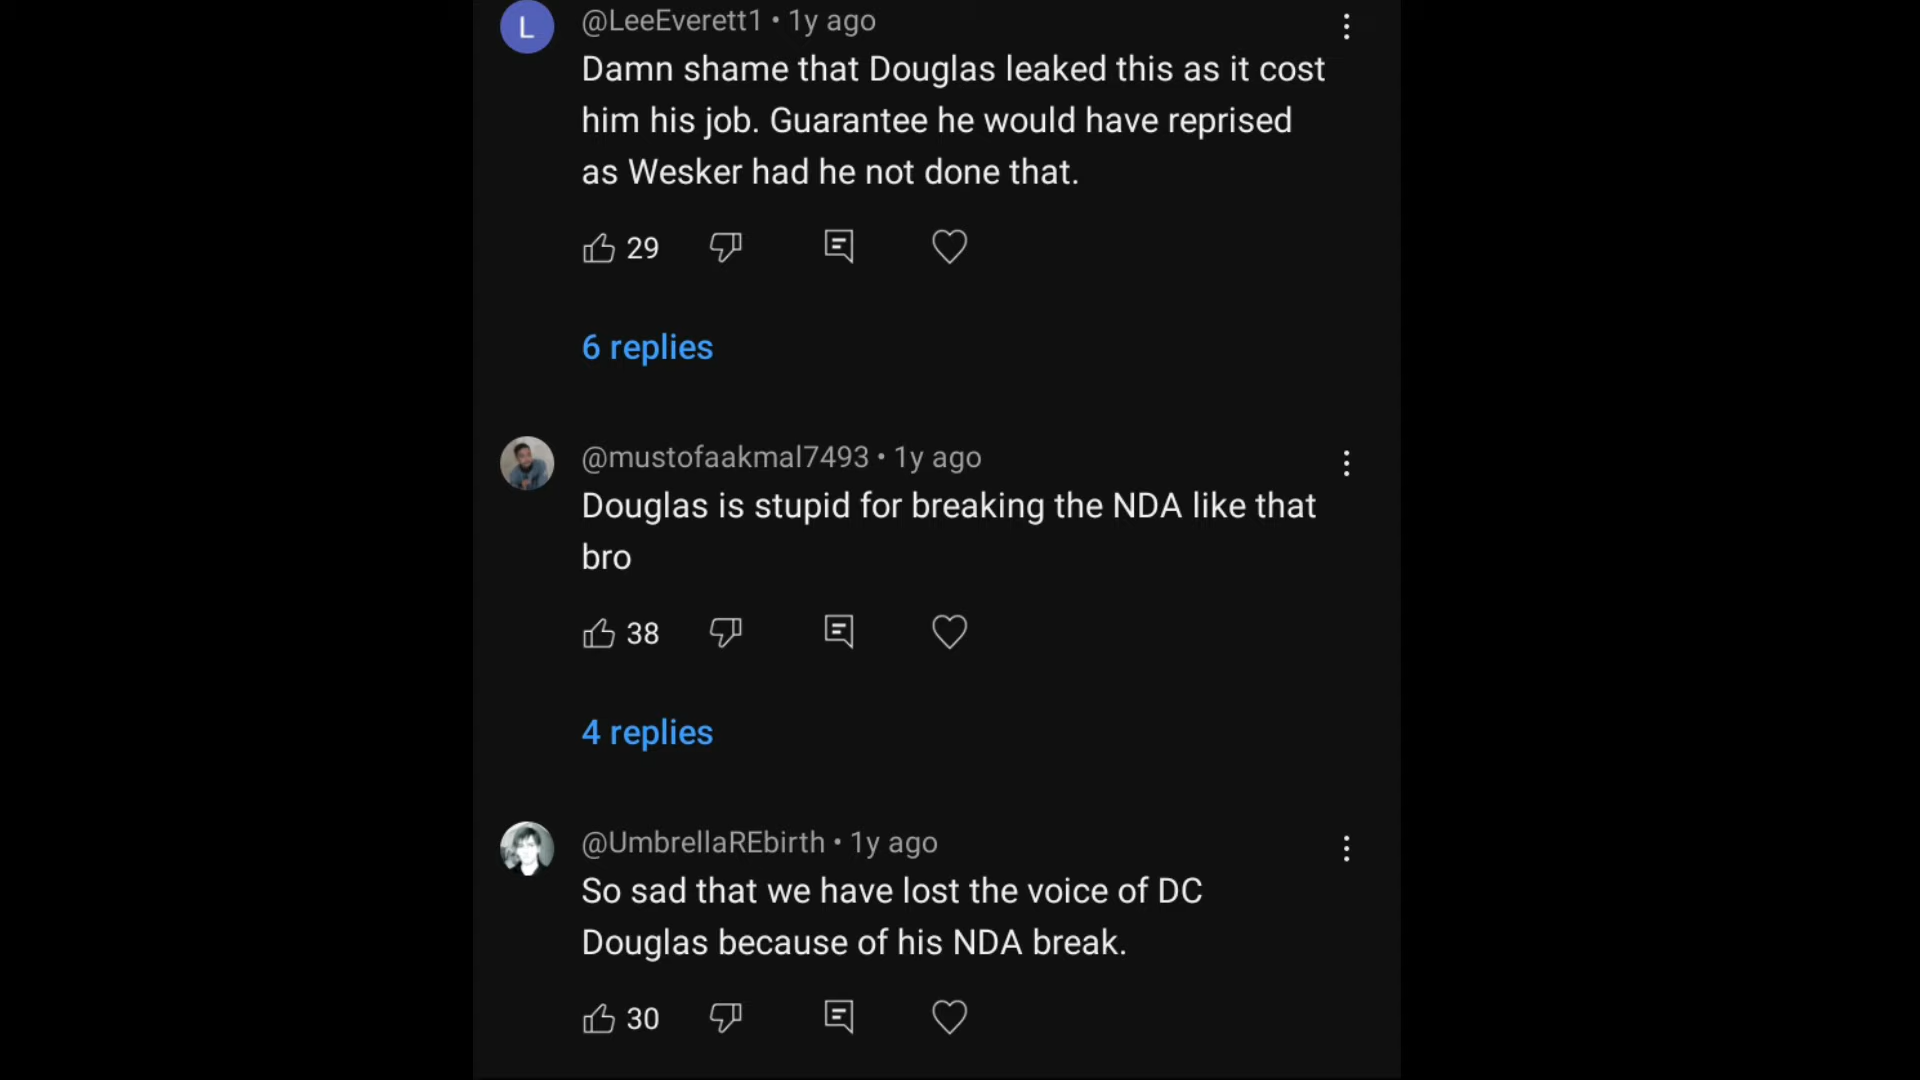 L
@LeeEverett1 • 1y ago
Damn shame that Douglas leaked this as it cost
him his job. Guarantee he would have reprised
as Wesker had he not done that.
29
6 replies
@mustofaakmal7493 • 1y ago
Douglas is stupid for breaking the NDA like that
bro
38
4 replies
@UmbrellaREbirth • 1y ago
So sad that we have lost the voice of DC
Douglas because of his NDA break.
30